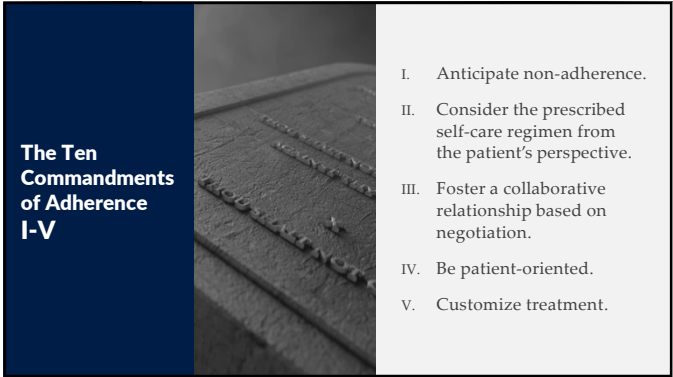 The Ten
Commandments
of Adherence
I-V
I. Anticipate non-adherence.
II. Consider the prescribed
self-care regimen from
the patient’s perspective.
III. Foster a collaborative
relationship based on
negotiation.
IV. Be patient-oriented.
V. Customize treatment.